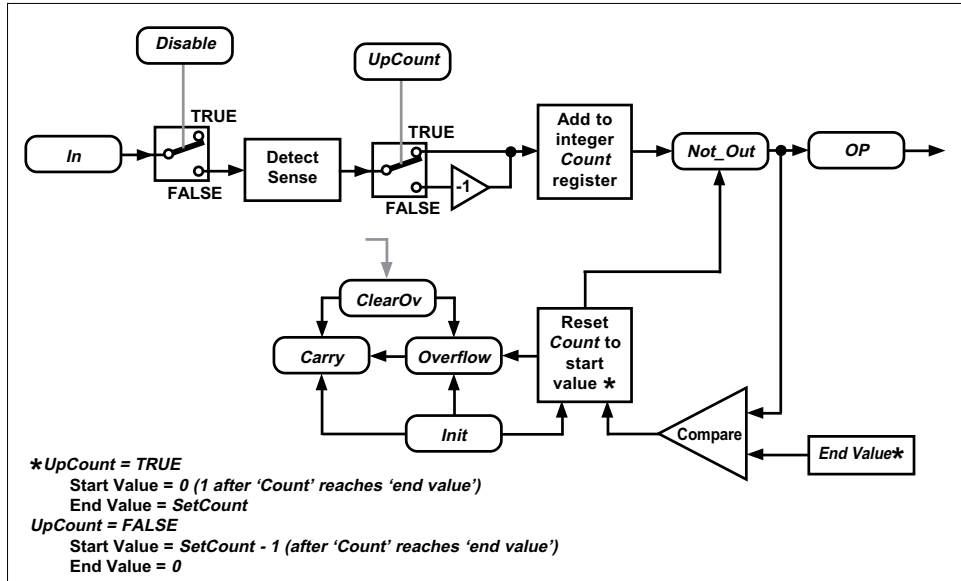 Disable
UpCount
TRUE
TRUE
In
Detect
Sense
-1
Add to
integer
Count
register
Not_Out
OP
FALSE
FALSE
ClearOv
Carry
Overflow
Reset
Count to
start
value *
Init
Compare
End Value*
*UpCount = TRUE
Start Value = 0 (1 after ‘Count’ reaches ‘end value’)
End Value = SetCount
UpCount = FALSE
Start Value = SetCount - 1 (after ‘Count’ reaches ‘end value’)
End Value = 0